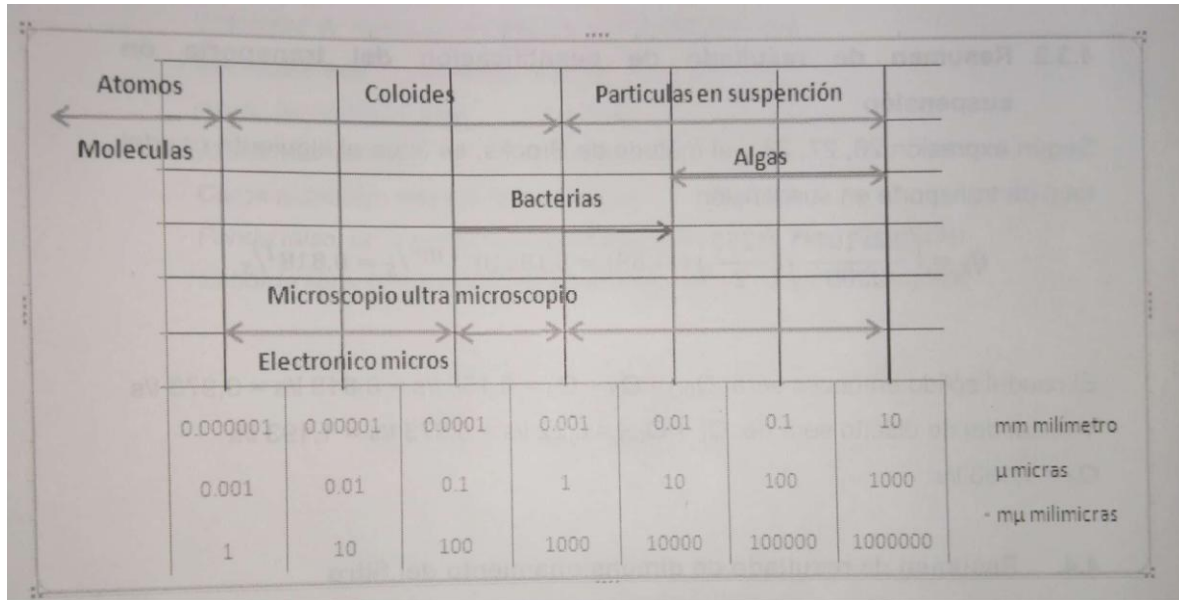 Atomos
Coloides
Particulas en suspención
Moleculas
Algas
Bacterias
Microscopio ultra microscopio
Electronico micros
0.000001 0.00001 0.0001 0.001 0.01 0.1 10 mm milímetro
0.001 0.01 0.1 1 10 100 1000 µ micras
- mµ milimicras
1 10 100 1000 10000 100000 1000000